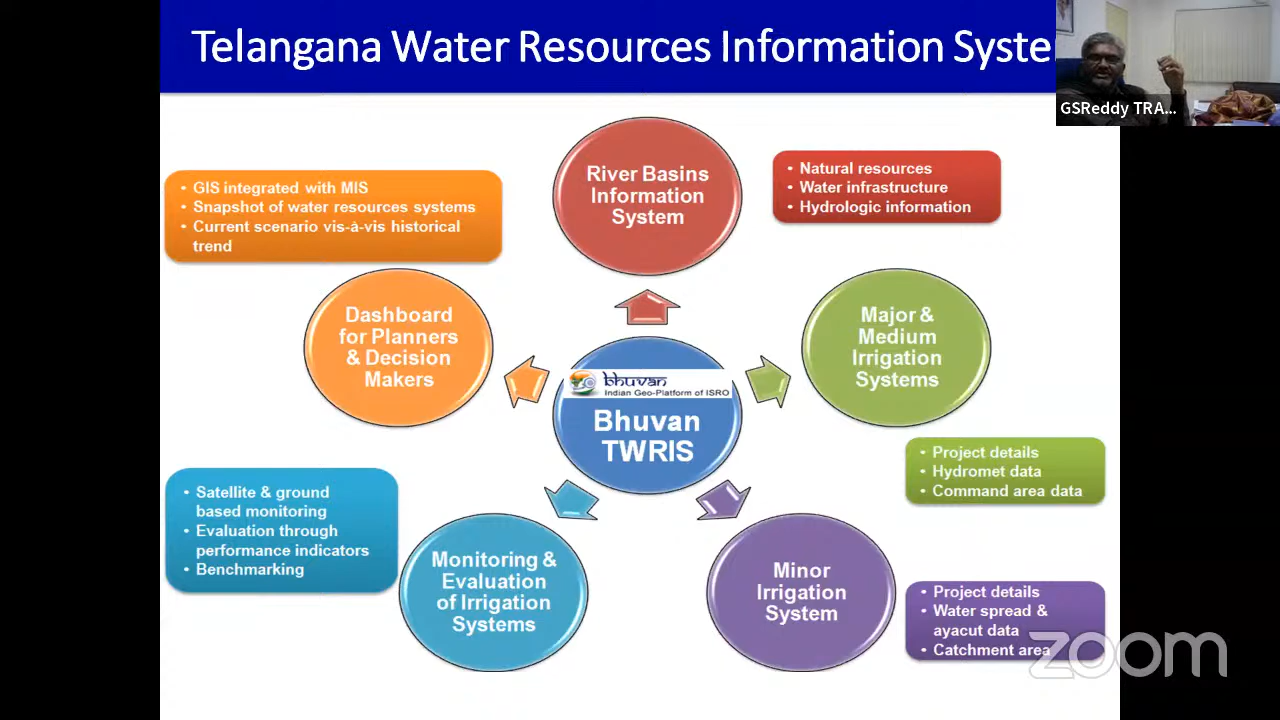 Telangana Water Resources Information Syste
GSReddy TRA...
River Basins
Information
System
• Natural resources
• Water infrastructure
• Hydrologic information
• GIS integrated with MIS
• Snapshot of water resources systems
• Current scenario vis-à-vis historical
trend
Dashboard
for Planners
& Decision
Makers
Major &
Medium
Irrigation
Systems
bhuvan
Indian Geo-Platform of ISRO
Bhuvan
TWRIS
• Project details
• Hydromet data
• Command area data
• Satellite & ground
based monitoring
• Evaluation through
performance indicators
• Benchmarking
Monitoring &
Evaluation
of Irrigation
Systems
Minor
Irrigation
System
• Project details
• Water spread &
ayacut data
• Catchment area
zoom